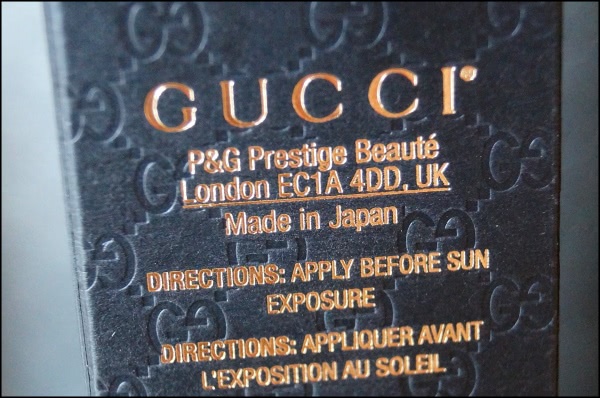 GUCCI®
P&G Prestige Beauté
London EC1A 4DD, UK
Made in Japan
DIRECTIONS: APPLY BEFORE SUN
EXPOSURE
DIRECTIONS: APPLIQUER AVANT
L'EXPOSITION AU SOLEIL